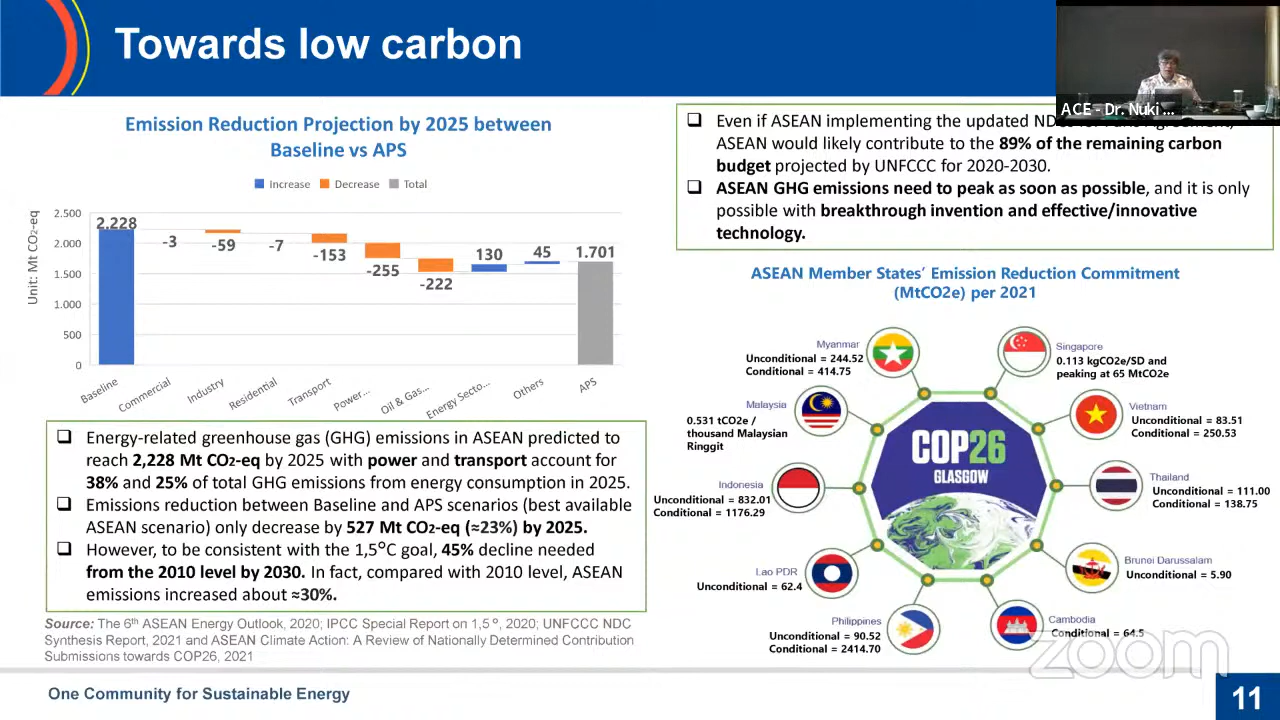 Towards low carbon
ACE - Dr. Nuki ...
Emission Reduction Projection by 2025 between
Baseline vs APS
Increase Decrease Total
Unit: Mt CO2-eq
2.500
2.000
1.500
1.000
500
0
2.228
-3
-59
-7
-153
-255
-222
130
45
1.701
Baseline
Commercial
Industry
Residential
Transport
Power...
Oil & Gas...
Energy Secto...
Others
APS
❑ Energy-related greenhouse gas (GHG) emissions in ASEAN predicted to
reach 2,228 Mt CO2-eq by 2025 with power and transport account for
38% and 25% of total GHG emissions from energy consumption in 2025.
❑ Emissions reduction between Baseline and APS scenarios (best available
ASEAN scenario) only decrease by 527 Mt CO2-eq (≈23%) by 2025.
❑ However, to be consistent with the 1,5°C goal, 45% decline needed
from the 2010 level by 2030. In fact, compared with 2010 level, ASEAN
emissions increased about ≈30%.
Source: The 6th ASEAN Energy Outlook, 2020; IPCC Special Report on 1,5 °, 2020; UNFCCC NDC
Synthesis Report, 2021 and ASEAN Climate Action: A Review of Nationally Determined Contribution
Submissions towards COP26, 2021
❑ Even if ASEAN implementing the updated
ASEAN would likely contribute to the 89% of the remaining carbon
budget projected by UNFCCC for 2020-2030.
❑ ASEAN GHG emissions need to peak as soon as possible, and it is only
possible with breakthrough invention and effective/innovative
technology.
ASEAN Member States' Emission Reduction Commitment
(MtCO2e) per 2021
Myanmar
Unconditional = 244.52
Conditional = 414.75
Singapore
0.113 kgCO2e/SD and
peaking at 65 MtCO2e
Malaysia
0.531 tCO2e /
thousand Malaysian
Ringgit
Vietnam
Unconditional = 83.51
Conditional = 250.53
COP26
GLASGOW
Indonesia
Unconditional = 832.01
Conditional = 1176.29
Thailand
Unconditional = 111.00
Conditional = 138.75
Lao PDR
Unconditional = 62.4
Brunei Darussalam
Unconditional = 5.90
Philippines
Unconditional = 90.52
Conditional = 2414.70
Cambodia
Conditional = 64.5
zoom
One Community for Sustainable Energy
11